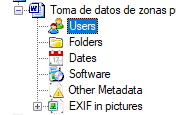 Toma de datos de zonas p
Users
Folders
Dates
Software
Other Metadata
EXIF in pictures